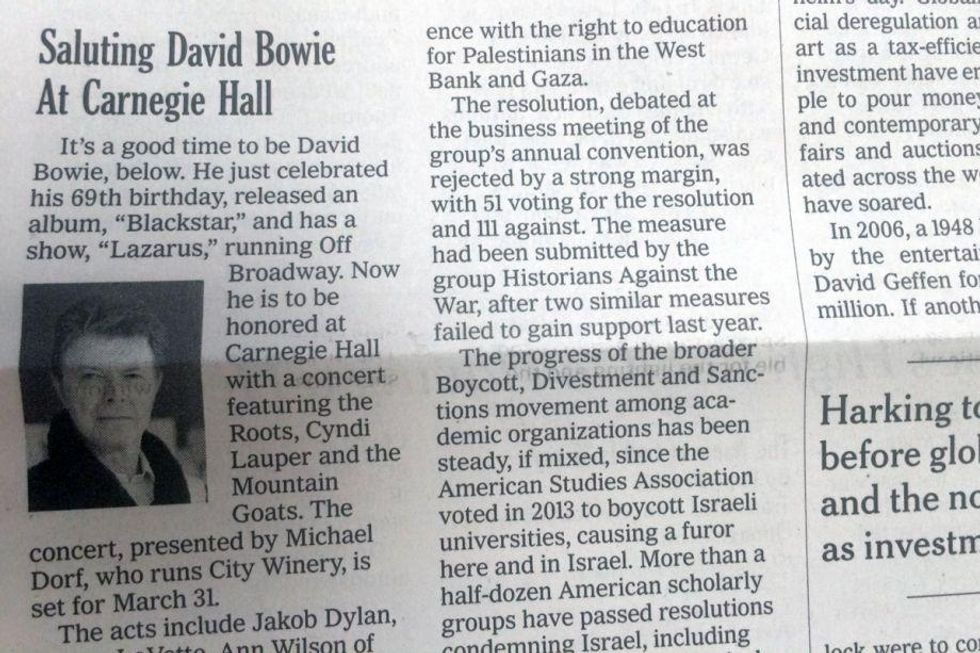 Saluting David Bowie
At Carnegie Hall
It's a good time to be David
Bowie, below. He just celebrated
his 69th birthday, released an
album, “Blackstar,” and has a
show, “Lazarus,” running Off
Broadway. Now
he is to be
honored at
Carnegie Hall
with a concert
featuring the
Roots, Cyndi
Lauper and the
Mountain
Goats. The
concert, presented by Michael
Dorf, who runs City Winery, is
set for March 31.
The acts include Jakob Dylan,
Ann Wilson of
ence with the right to education
for Palestinians in the West
Bank and Gaza.
The resolution, debated at
the business meeting of the
group's annual convention, was
rejected by a strong margin,
with 51 voting for the resolution
and 111 against. The measure
had been submitted by the
group Historians Against the
War, after two similar measures
failed to gain support last year.
The progress of the broader
Boycott, Divestment and Sanc-
tions movement among aca-
demic organizations has been
steady, if mixed, since the
American Studies Association
voted in 2013 to boycott Israeli
universities, causing a furor
here and in Israel. More than a
half-dozen American scholarly
groups have passed resolutions
condemning Israel, including
cial deregulation
art as a tax-effici
investment have
ple to pour money
and contemporary
fairs and auctions
ated across the
have soared.
In 2006, a 1948
by the entertai
David Geffen
million. If
Harking
before
and the
as
lock were to